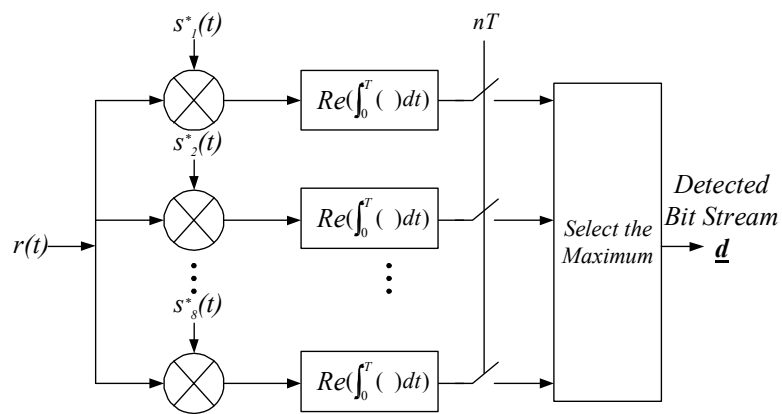 s*₁(t)
nT
Re(∫₀ᵀ ( )dt)
s*₂(t)
Detected
Bit Stream
d
Re(∫₀ᵀ ( )dt)
Select the
Maximum
r(t)
s*₈(t)
Re(∫₀ᵀ ( )dt)